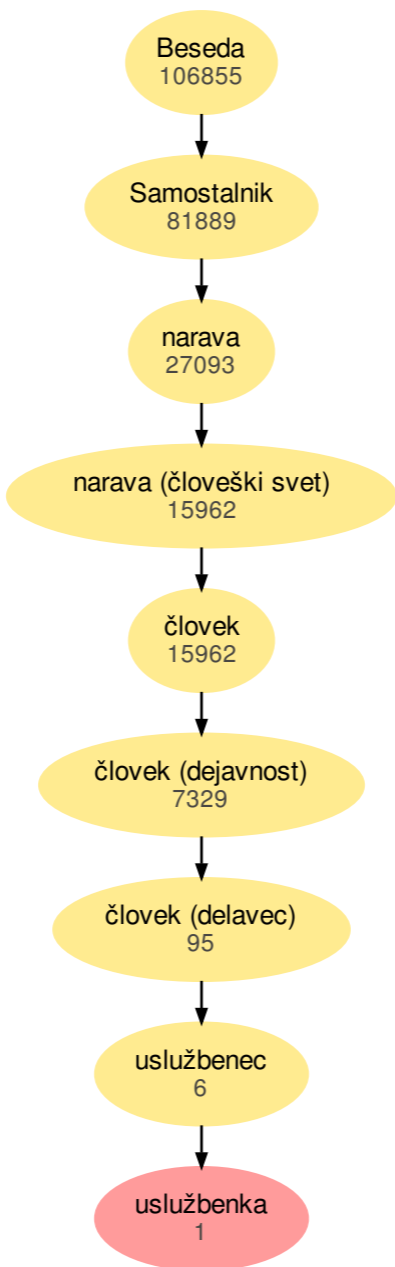 Beseda
106855
Samostalnik
81889
narava
27093
narava (človeški svet)
15962
človek
15962
človek (dejavnost)
7329
človek (delavec)
95
uslužbenec
6
uslužbenka
1